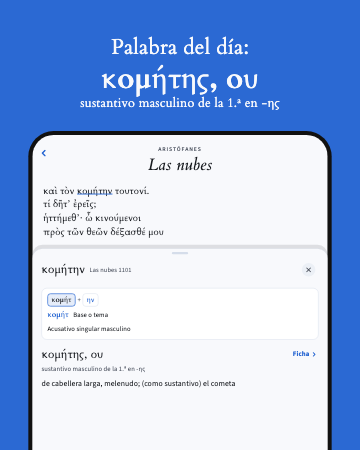 Palabra del día:
κομήτης, ου
sustantivo masculino de la 1.ª en -ης
ARISTÓFANES
Las nubes
καὶ τὸν κομήτην τουτονί.
τί δῆτ’ ἐρεῖς;
ἡττήμεθ’· ὦ κινούμενοι
πρὸς τῶν θεῶν δέξασθέ μου
κομήτην Las nubes 1101
κομήτ + ην
κομήτ Base o tema
Acusativo singular masculino
κομήτης, ου Ficha
sustantivo masculino de la 1.ª en -ης
de cabellera larga, melenudo; (como sustantivo) el cometa